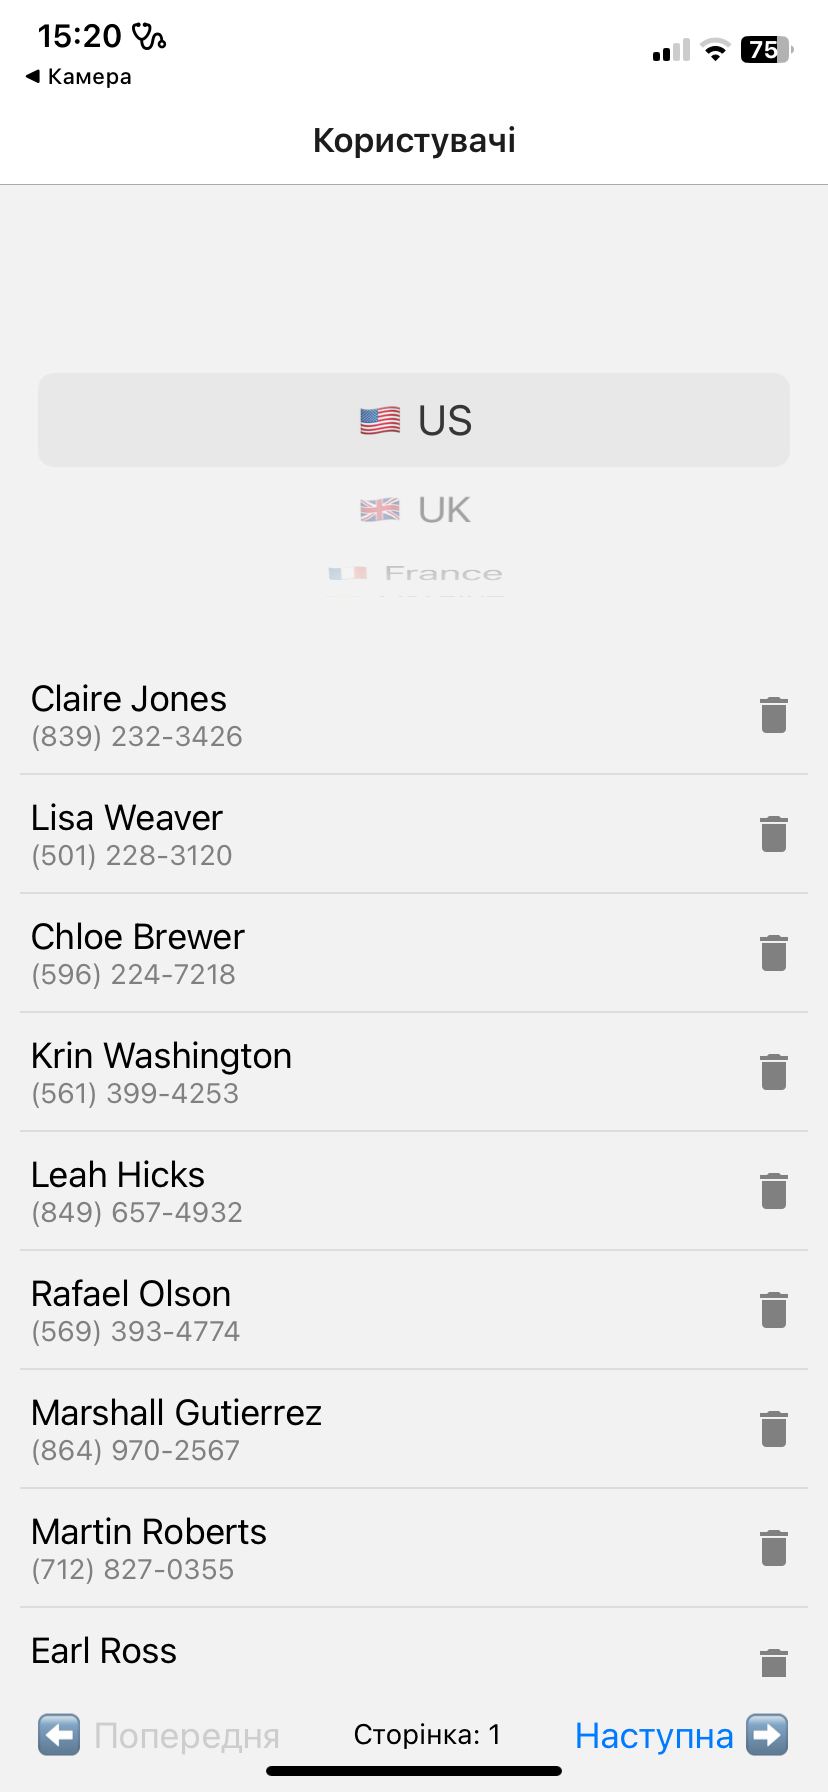 15:20
75
◀ Камера
Користувачі
US
UK
France
Claire Jones
(839) 232-3426
Lisa Weaver
(501) 228-3120
Chloe Brewer
(596) 224-7218
Krin Washington
(561) 399-4253
Leah Hicks
(849) 657-4932
Rafael Olson
(569) 393-4774
Marshall Gutierrez
(864) 970-2567
Martin Roberts
(712) 827-0355
Earl Ross
Попередня Сторінка: 1 Наступна